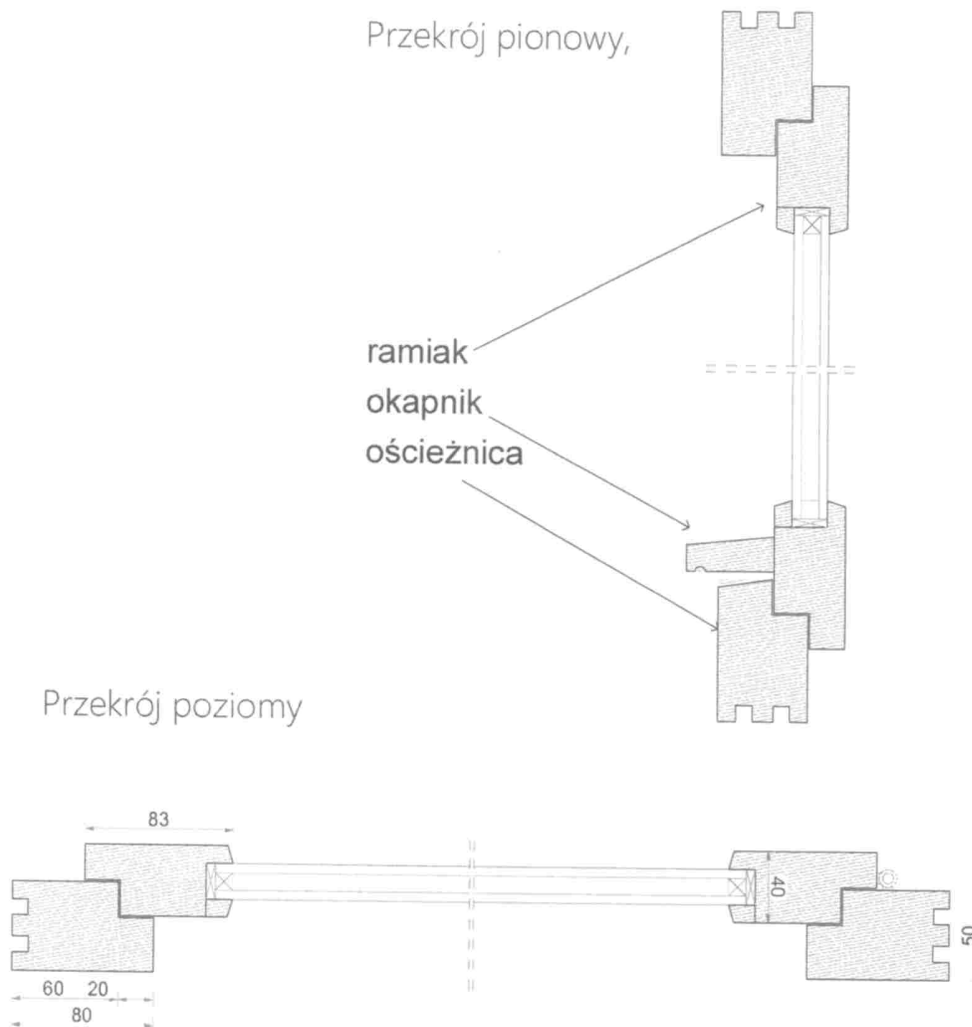 Przekrój pionowy,
ramiak
okapnik
ościeżnica
Przekrój poziomy
83
40
50
60 20
80